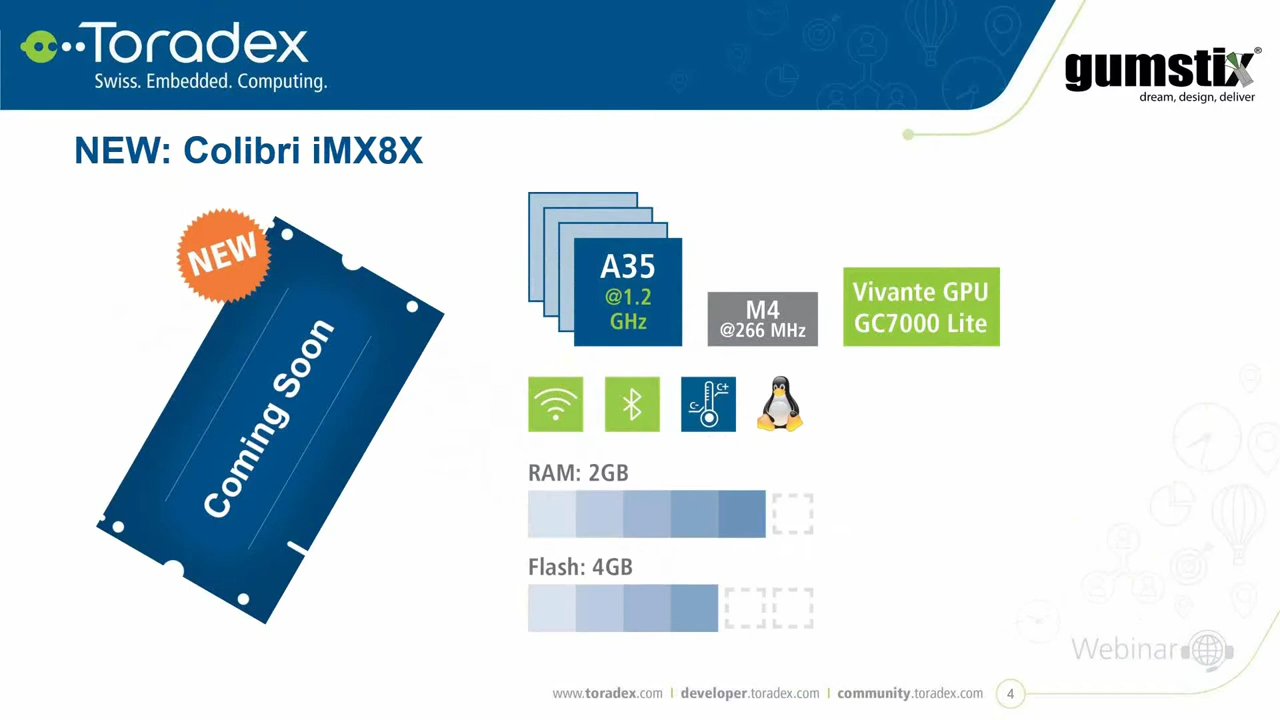 Toradex
Swiss. Embedded. Computing.
gumstix®
dream, design, deliver
NEW: Colibri iMX8X
NEW
Coming Soon
A35
@1.2
GHz
M4
@266 MHz
Vivante GPU
GC7000 Lite
C+
C-
RAM: 2GB
Flash: 4GB
Webinar
www.toradex.com | developer.toradex.com | community.toradex.com
4